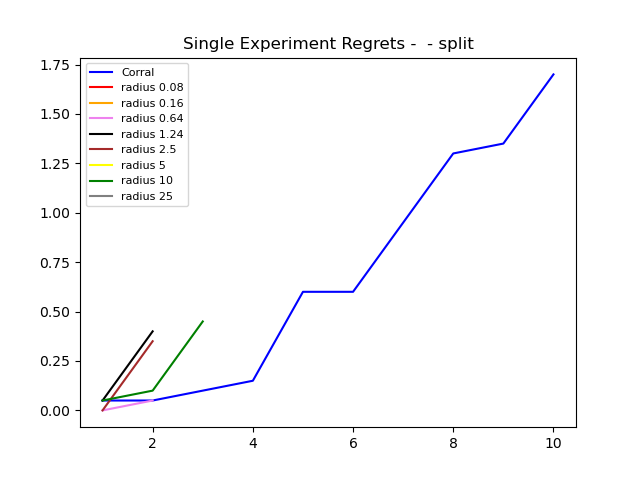 Single Experiment Regrets -  - split
1.75
1.50
1.25
1.00
0.75
0.50
0.25
0.00
Corral
radius 0.08
radius 0.16
radius 0.64
radius 1.24
radius 2.5
radius 5
radius 10
radius 25
2 4 6 8 10